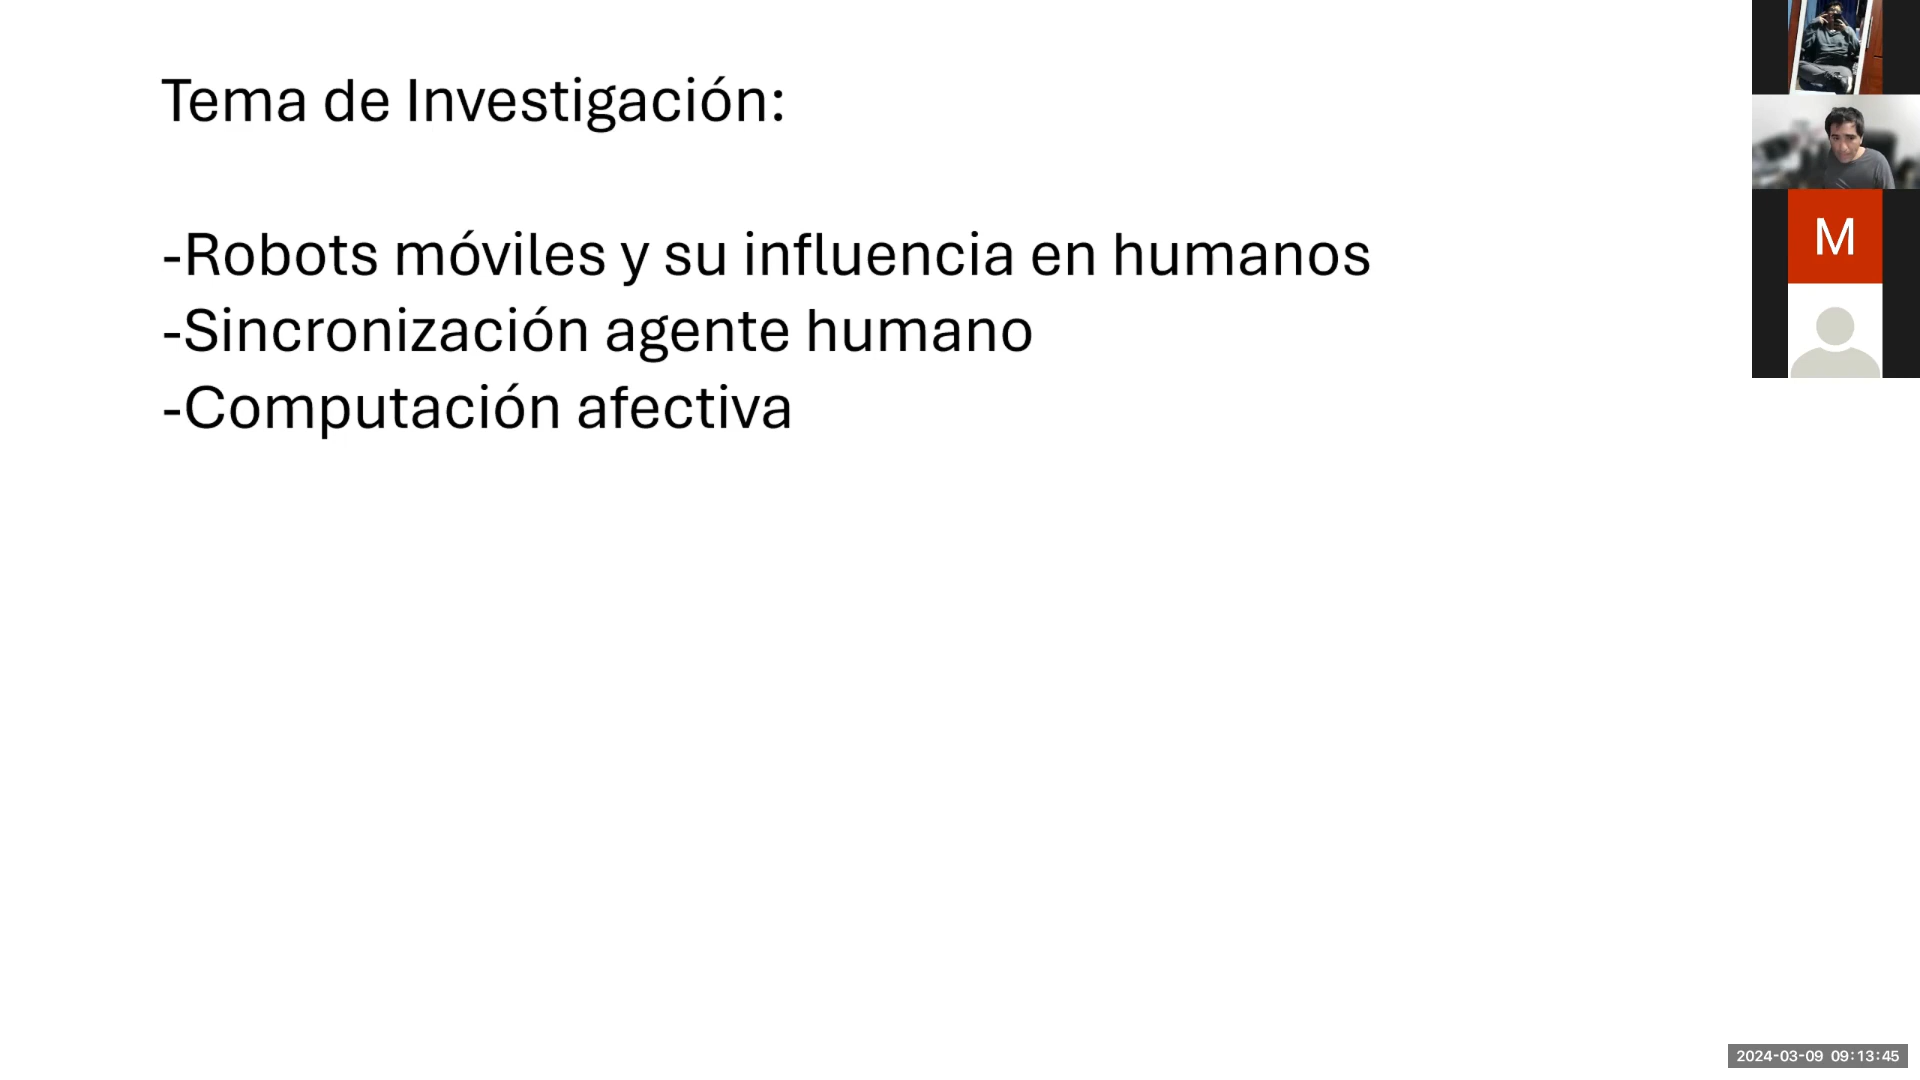 Tema de Investigación:
-Robots móviles y su influencia en humanos
-Sincronización agente humano
-Computación afectiva
M
2024-03-09 09:13:45